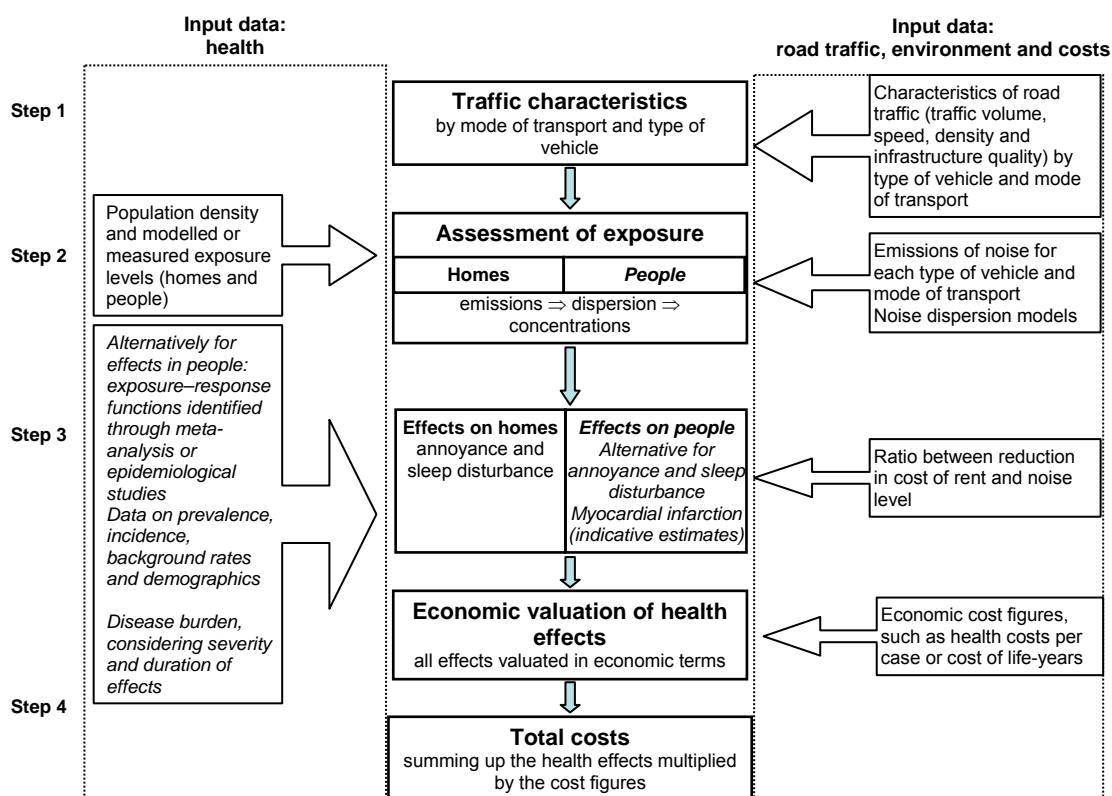 Input data:
health
Input data:
road traffic, environment and costs
Step 1
Traffic characteristics
by mode of transport and type of
vehicle
Characteristics of road
traffic (traffic volume,
speed, density and
infrastructure quality) by
type of vehicle and mode
of transport
Step 2
Population density
and modelled or
measured exposure
levels (homes and
people)
Assessment of exposure
Homes
People
emissions ⇒ dispersion ⇒
concentrations
Emissions of noise for
each type of vehicle and
mode of transport
Noise dispersion models
Step 3
Alternatively for
effects in people:
exposure–response
functions identified
through meta-
analysis or
epidemiological
studies
Data on prevalence,
incidence,
background rates
and demographics
Disease burden,
considering severity
and duration of
effects
Effects on homes
annoyance and
sleep disturbance
Effects on people
Alternative for
annoyance and sleep
disturbance
Myocardial infarction
(indicative estimates)
Ratio between reduction
in cost of rent and noise
level
Economic valuation of health
effects
all effects valued in economic terms
Economic cost figures,
such as health costs per
case or cost of life-years
Step 4
Total costs
summing up the health effects multiplied
by the cost figures